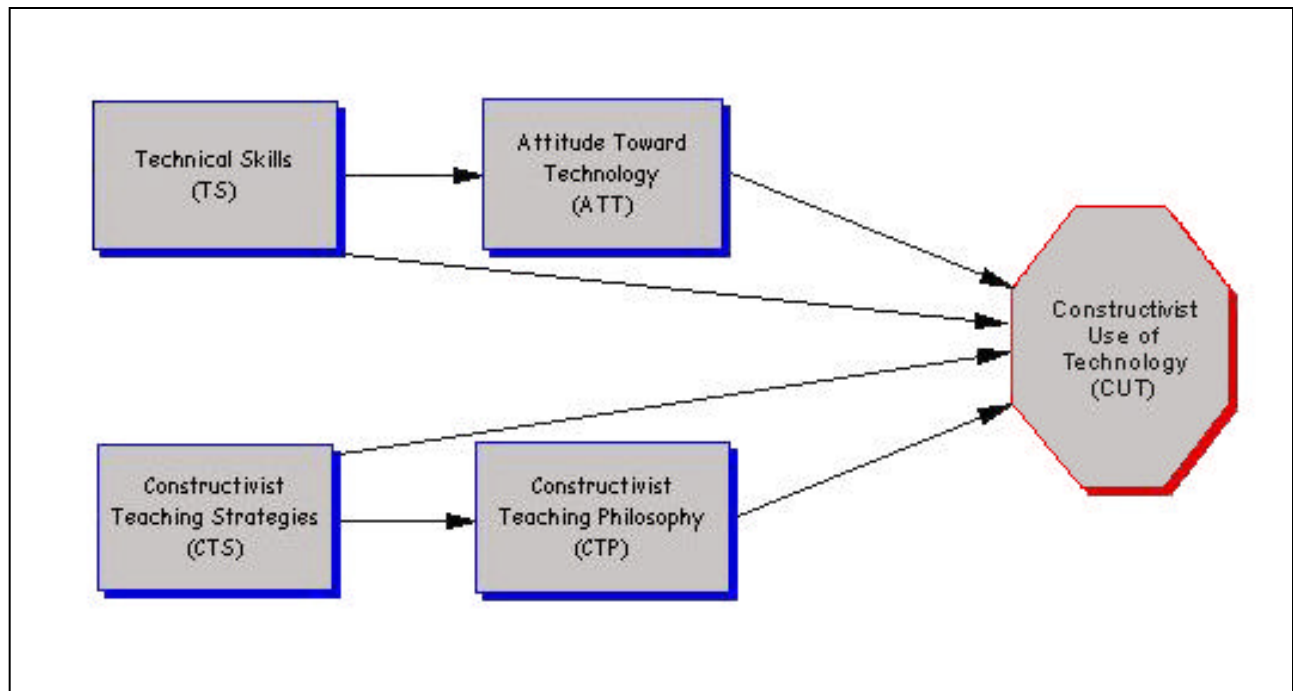 Technical Skills
(TS)
Attitude Toward
Technology
(ATT)
Constructivist
Use of
Technology
(CUT)
Constructivist
Teaching Strategies
(CTS)
Constructivist
Teaching Philosophy
(CTP)